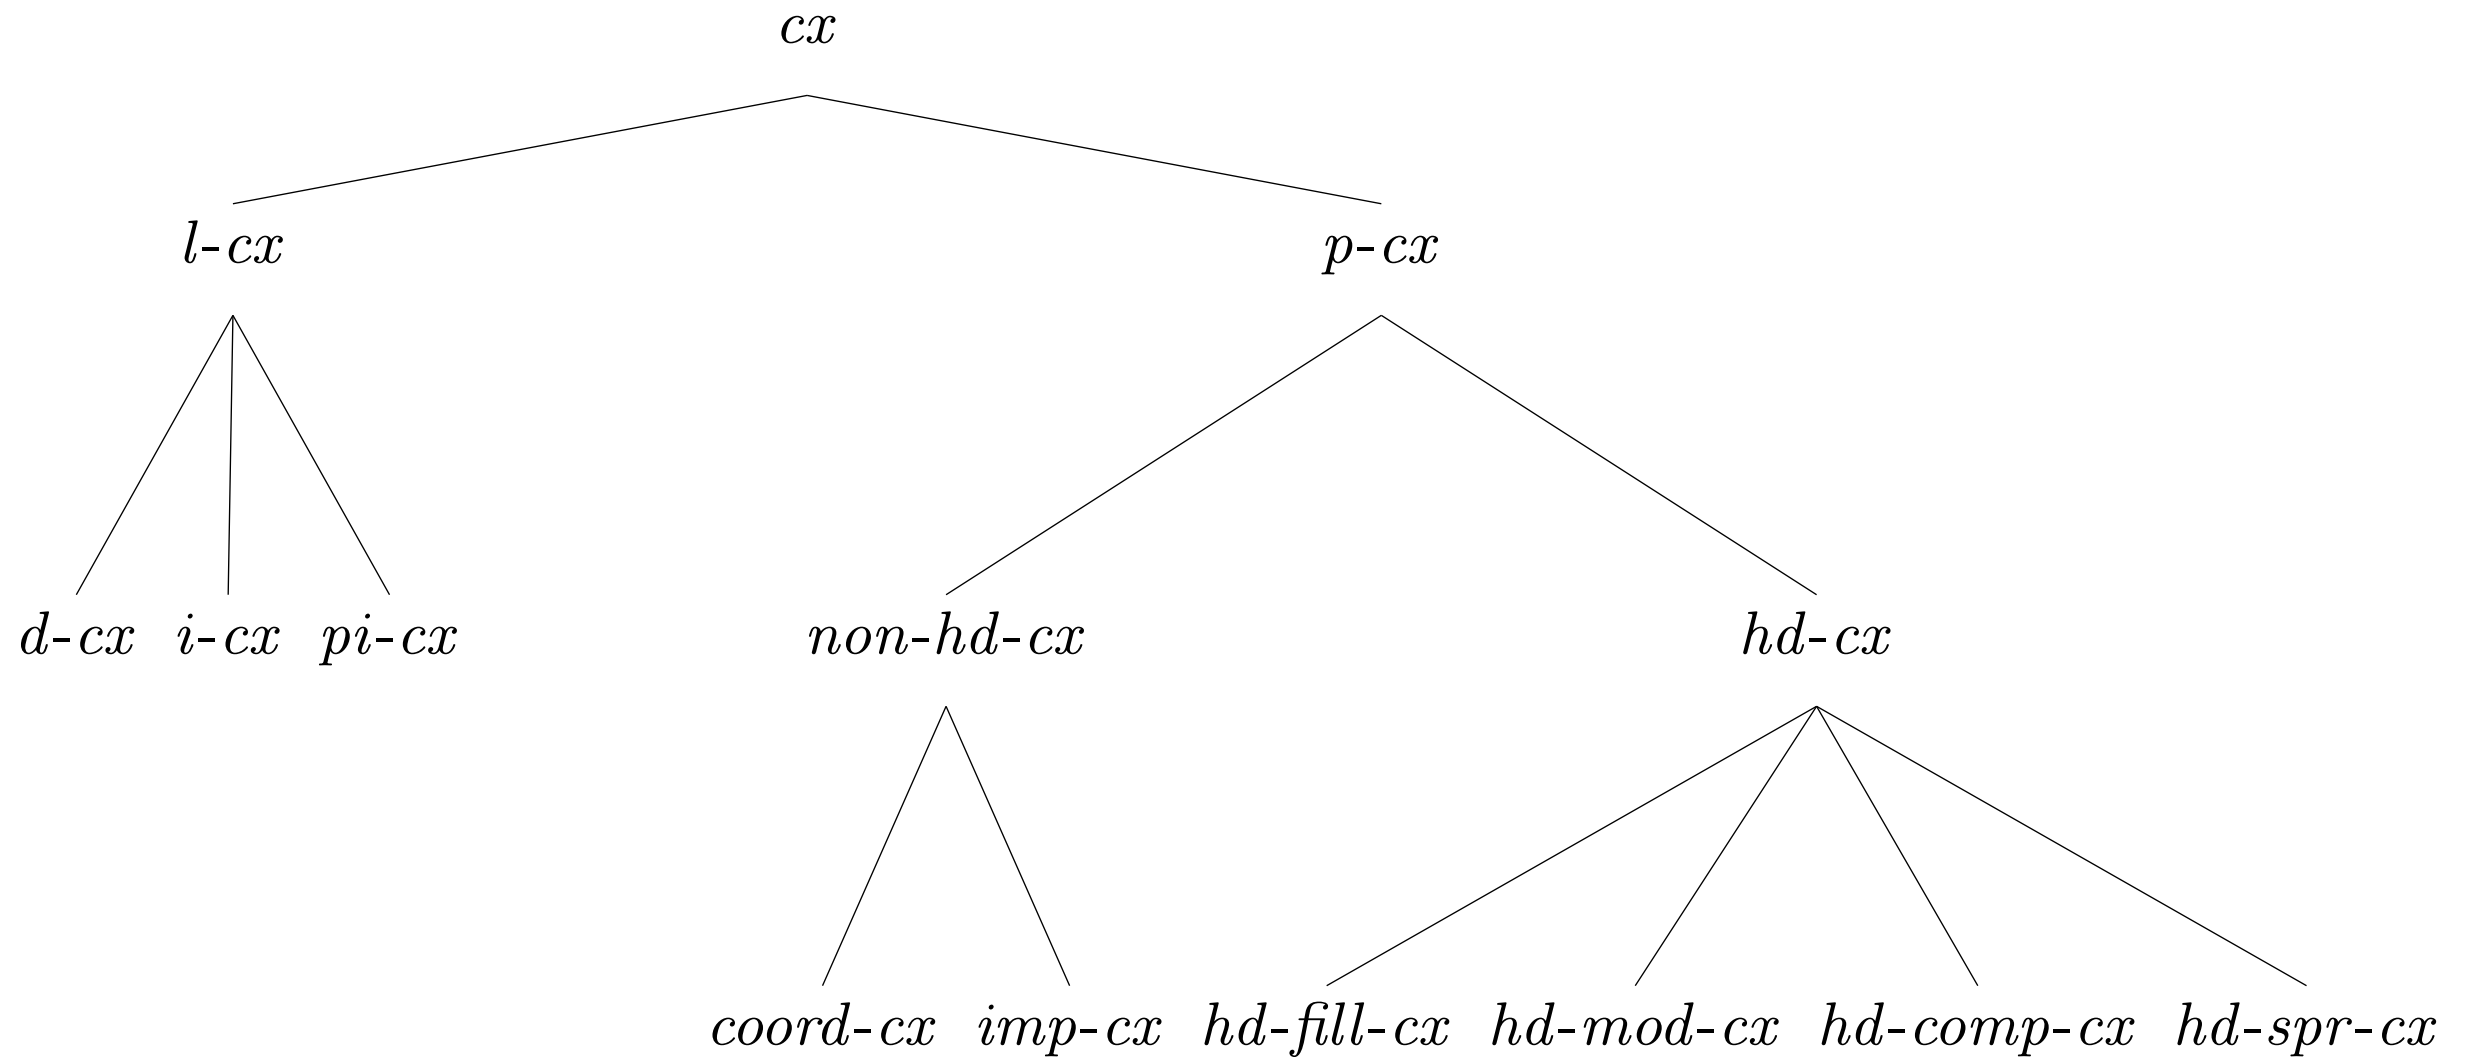 cx
l-cx p-cx
d-cx i-cx pi-cx non-hd-cx hd-cx
coord-cx imp-cx hd-fill-cx hd-mod-cx hd-comp-cx hd-spr-cx